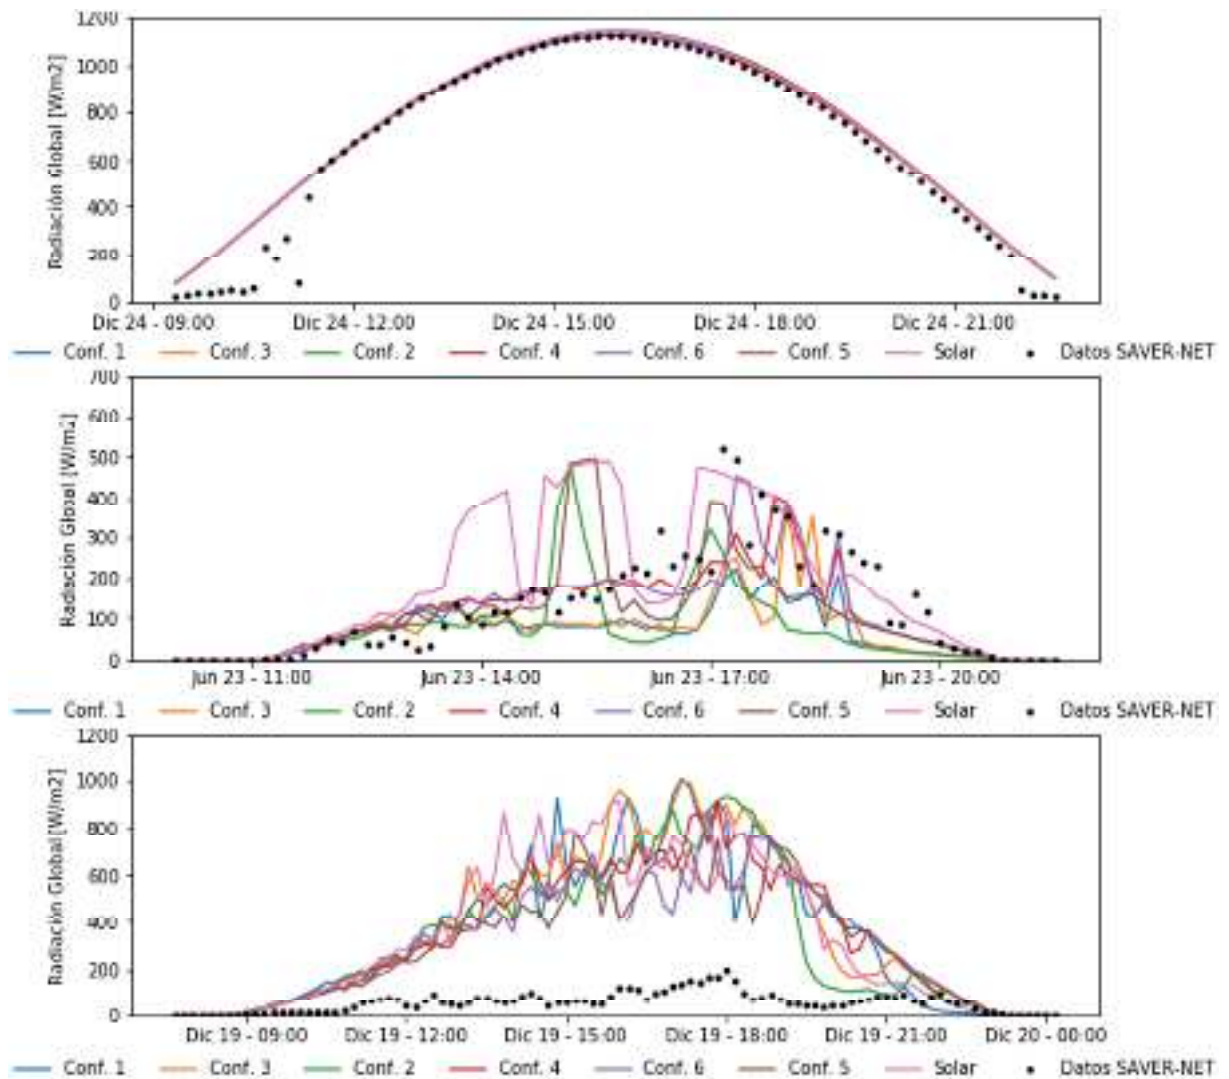 1200
1000
800
600
400
200
0
Radiación Global [W/m2]
Dic 24 - 09:00 Dic 24 - 12:00 Dic 24 - 15:00 Dic 24 - 18:00 Dic 24 - 21:00
Conf. 1 Conf. 3 Conf. 2 Conf. 4 Conf. 6 Conf. 5 Solar Datos SAVER-NET
700
600
500
400
300
200
100
0
Radiación Global [W/m2]
Jun 23 - 11:00 Jun 23 - 14:00 Jun 23 - 17:00 Jun 23 - 20:00
Conf. 1 Conf. 3 Conf. 2 Conf. 4 Conf. 6 Conf. 5 Solar Datos SAVER-NET
1200
1000
800
600
400
200
0
Radiación Global [W/m2]
Dic 19 - 09:00 Dic 19 - 12:00 Dic 19 - 15:00 Dic 19 - 18:00 Dic 19 - 21:00 Dic 20 - 00:00
Conf. 1 Conf. 3 Conf. 2 Conf. 4 Conf. 6 Conf. 5 Solar Datos SAVER-NET